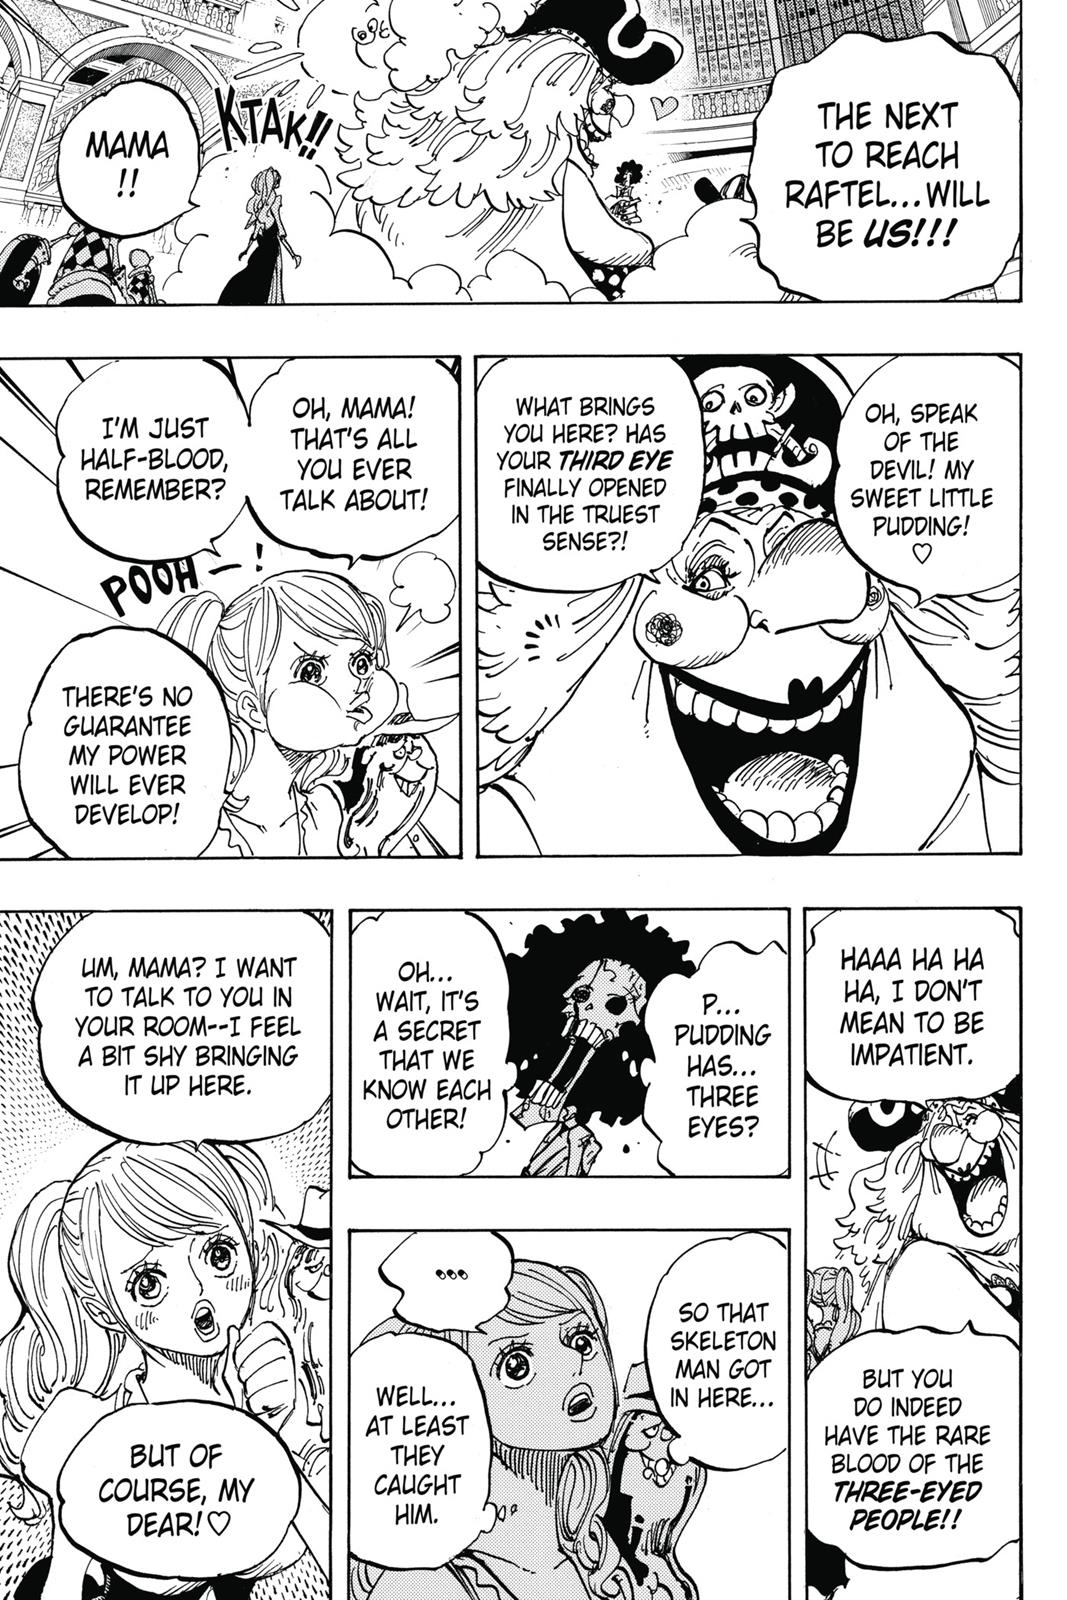 THE NEXT
TO REACH
RAFTEL...WILL
BE US!!!
KTAK!!
MAMA
!!
OH, SPEAK
OF THE
DEVIL! MY
SWEET LITTLE
PUDDING!
♡
WHAT BRINGS
YOU HERE? HAS
YOUR THIRD EYE
FINALLY OPENED
IN THE TRUEST
SENSE?!
OH, MAMA!
THAT'S ALL
YOU EVER
TALK ABOUT!
I'M JUST
HALF-BLOOD,
REMEMBER?
POOH—!
THERE'S NO
GUARANTEE
MY POWER
WILL EVER
DEVELOP!
HAAA HA HA
HA, I DON'T
MEAN TO BE
IMPATIENT.
BUT YOU
DO INDEED
HAVE THE RARE
BLOOD OF THE
THREE-EYED
PEOPLE!!
P...
PUDDING
HAS...
THREE
EYES?
OH...
WAIT, IT'S
A SECRET
THAT WE
KNOW EACH
OTHER!
SO THAT
SKELETON
MAN GOT
IN HERE...
...
WELL...
AT LEAST
THEY
CAUGHT
HIM.
UM, MAMA? I WANT
TO TALK TO YOU IN
YOUR ROOM--I FEEL
A BIT SHY BRINGING
IT UP HERE.
BUT OF
COURSE, MY
DEAR!♡